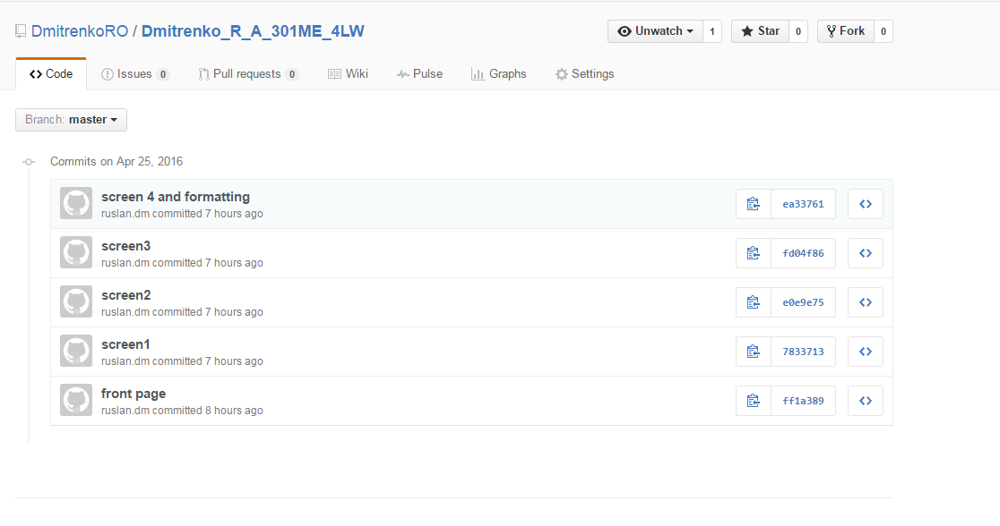 DmitrenkoRO / Dmitrenko_R_A_301ME_4LW
Unwatch 1 Star 0 Fork 0
Code Issues 0 Pull requests 0 Wiki Pulse Graphs Settings
Branch: master
Commits on Apr 25, 2016
screen 4 and formatting
ruslan.dm committed 7 hours ago
ea33761
screen3
ruslan.dm committed 7 hours ago
fd04f86
screen2
ruslan.dm committed 7 hours ago
e0e9e75
screen1
ruslan.dm committed 7 hours ago
7833713
front page
ruslan.dm committed 8 hours ago
ff1a389